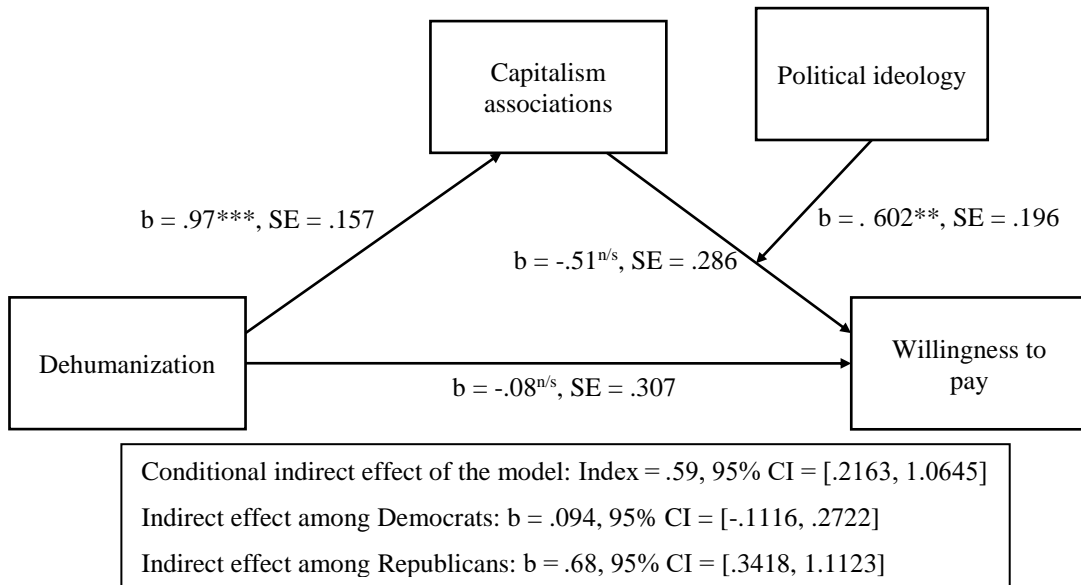 Capitalism
associations
Political ideology
b = .97***, SE = .157
b = . 602**, SE = .196
b = -.51n/s, SE = .286
Dehumanization
Willingness to
pay
b = -.08n/s, SE = .307
Conditional indirect effect of the model: Index = .59, 95% CI = [.2163, 1.0645]
Indirect effect among Democrats: b = .094, 95% CI = [-.1116, .2722]
Indirect effect among Republicans: b = .68, 95% CI = [.3418, 1.1123]